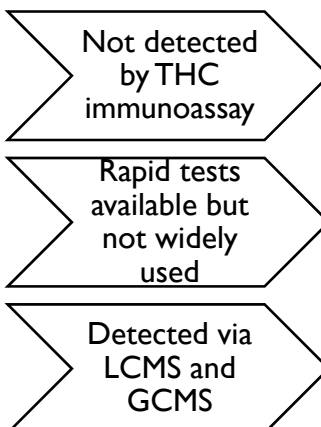 Not detected
by THC
immunoassay
Rapid tests
available but
not widely
used
Detected via
LCMS and
GCMS